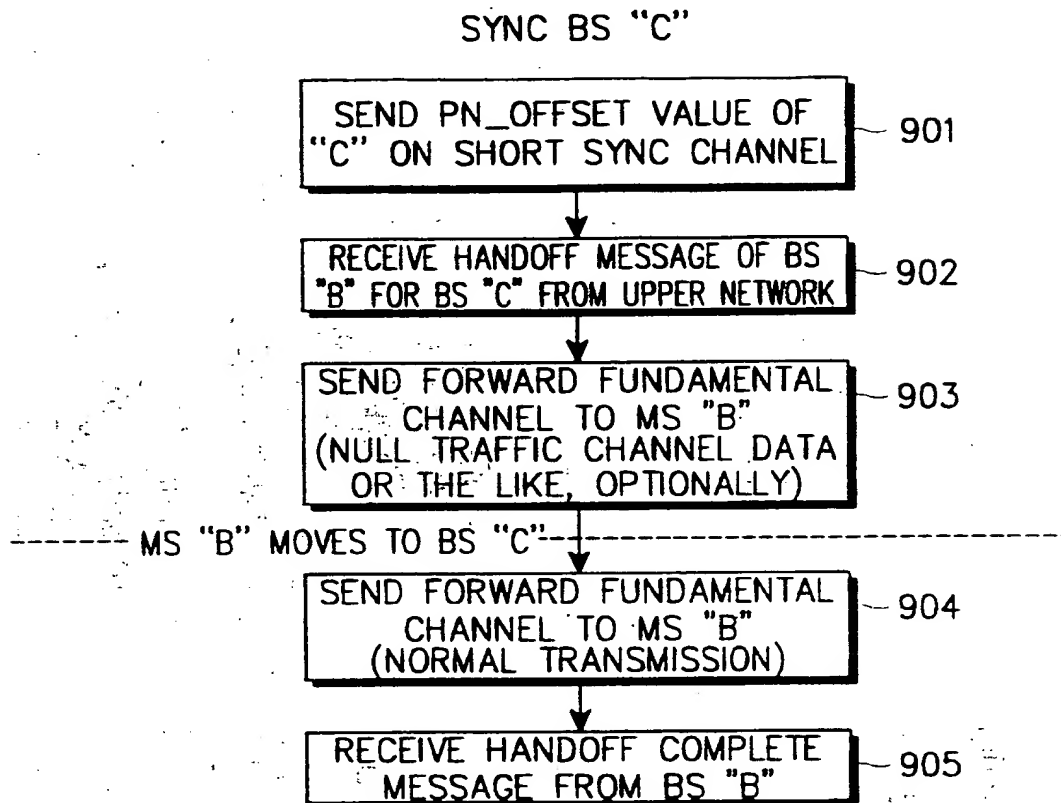 SYNC BS "C"
SEND PN_OFFSET VALUE OF
"C" ON SHORT SYNC CHANNEL
901
RECEIVE HANDOFF MESSAGE OF BS
"B" FOR BS "C" FROM UPPER NETWORK
902
SEND FORWARD FUNDAMENTAL
CHANNEL TO MS "B"
(NULL TRAFFIC CHANNEL DATA
OR THE LIKE, OPTIONALLY)
903
MS "B" MOVES TO BS "C"
SEND FORWARD FUNDAMENTAL
CHANNEL TO MS "B"
(NORMAL TRANSMISSION)
904
RECEIVE HANDOFF COMPLETE
MESSAGE FROM BS "B"
905